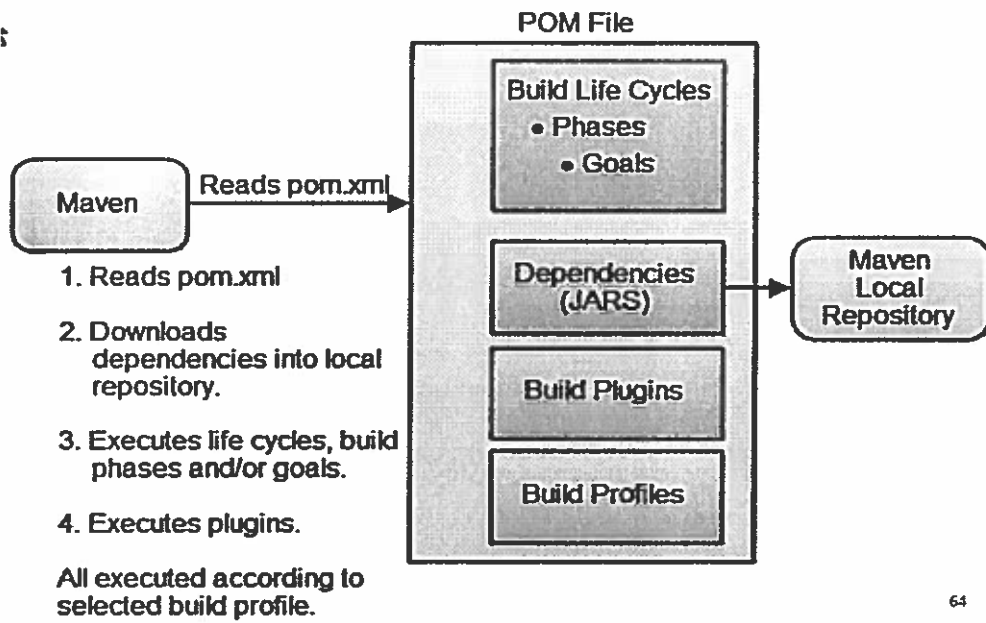 POM File
Build Life Cycles
• Phases
• Goals
Maven
Reads pom.xml
Dependencies
(JARS)
Maven
Local
Repository
Build Plugins
Build Profiles
1. Reads pom.xml
2. Downloads
dependencies into local
repository.
3. Executes life cycles, build
phases and/or goals.
4. Executes plugins.
All executed according to
selected build profile.
64